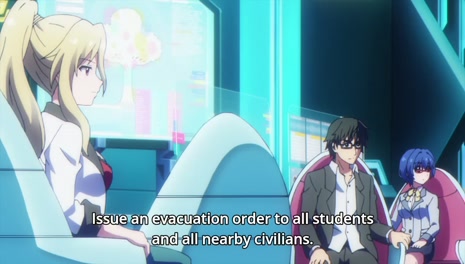 Issue an evacuation order to all students
and all nearby civilians.